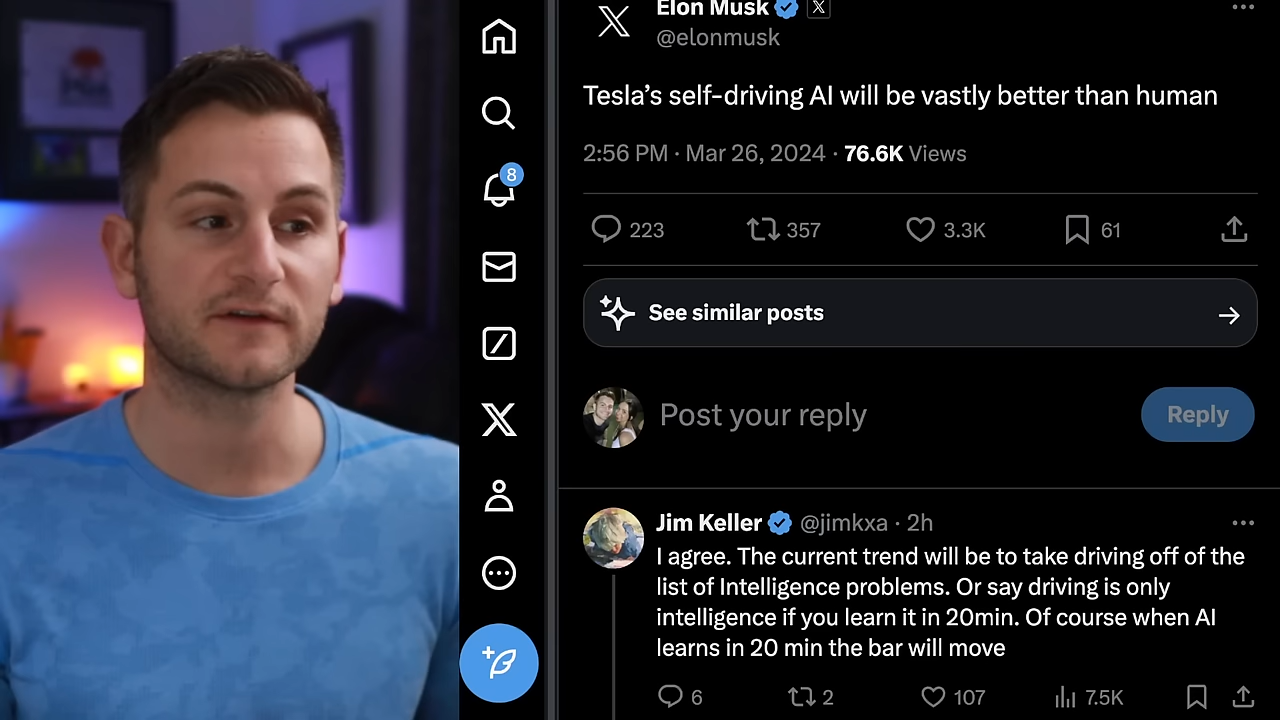 Elon Musk
@elonmusk
Tesla’s self-driving AI will be vastly better than human
2:56 PM · Mar 26, 2024 · 76.6K Views
223 357 3.3K 61
See similar posts
Post your reply
Reply
8
Jim Keller @jimkxa · 2h
I agree. The current trend will be to take driving off of the
list of Intelligence problems. Or say driving is only
intelligence if you learn it in 20min. Of course when AI
learns in 20 min the bar will move
6 2 107 7.5K